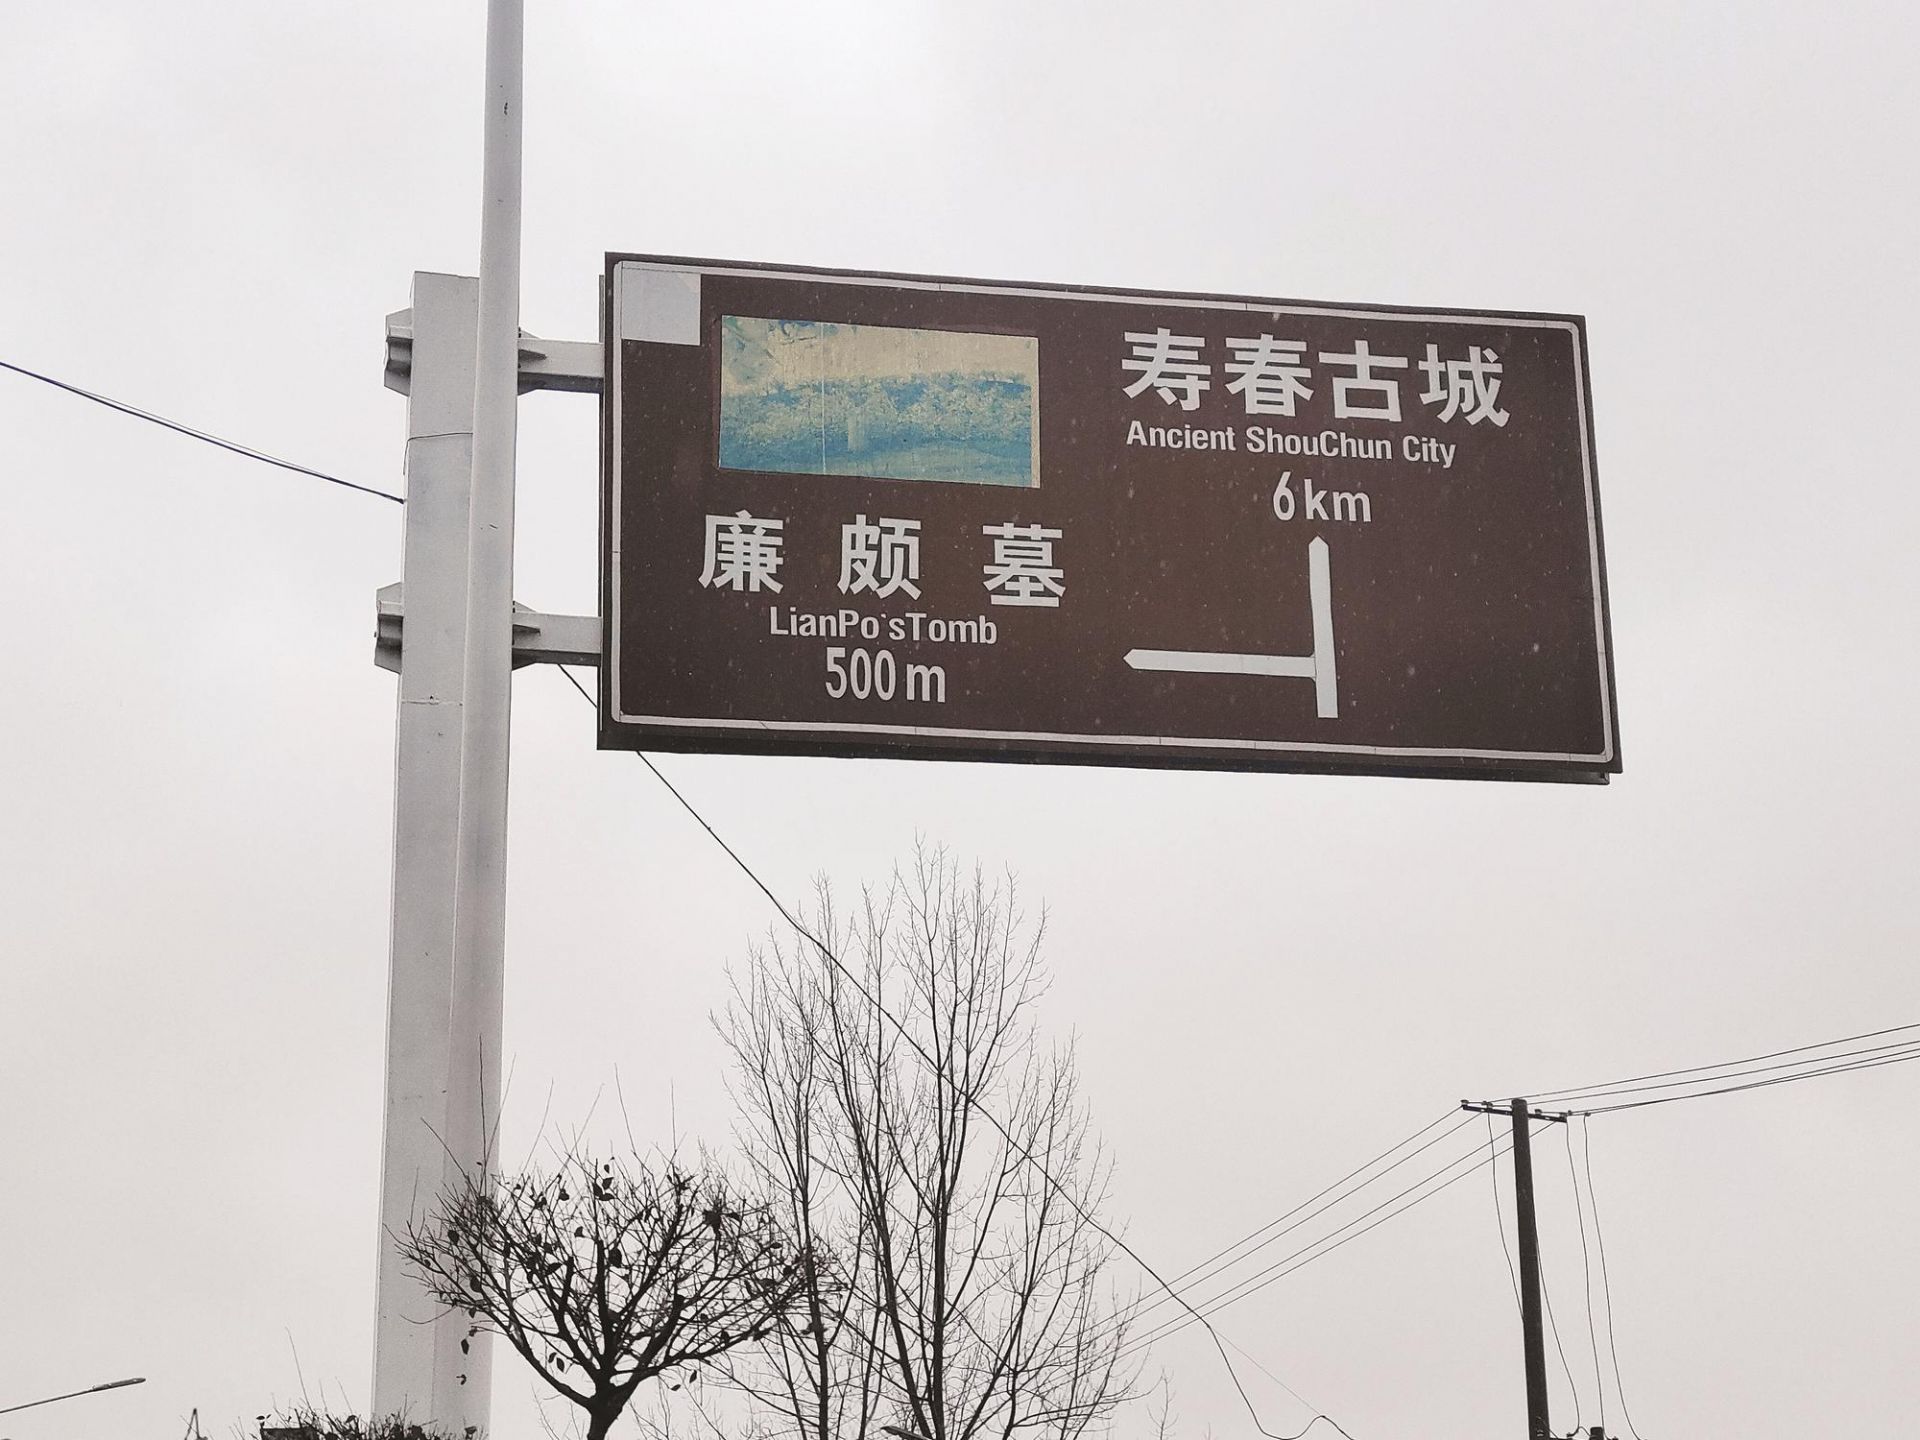 寿春古城
Ancient ShouChun City
6km
廉颇墓
LianPo`sTomb
500m